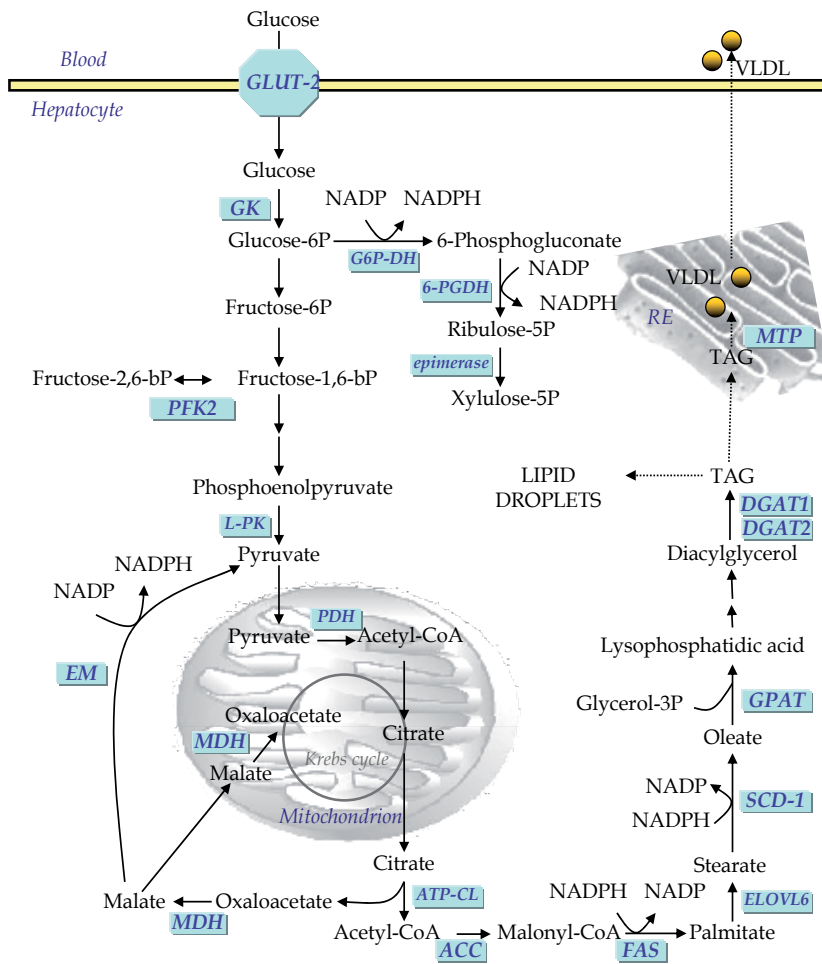 Glucose
Blood
VLDL
GLUT-2
Hepatocyte
Glucose
GK
NADP NADPH
Glucose-6P
6-Phosphogluconate
G6P-DH
NADP
6-PGDH
NADPH
Fructose-6P
Ribulose-5P
epimerase
Xylulose-5P
VLDL
RE
MTP
TAG
Fructose-2,6-bP
Fructose-1,6-bP
PFK2
LIPID
DROPLETS
TAG
DGAT1
DGAT2
Diacylglycerol
Phosphoenolpyruvate
L-PK
Pyruvate
NADPH
NADP
PDH
Pyruvate
Acetyl-CoA
EM
Oxaloacetate
MDH
Citrate
Krebs cycle
Malate
Mitochondrion
Lysophosphatidic acid
Glycerol-3P
GPAT
Oleate
NADP
SCD-1
NADPH
Stearate
Citrate
ATP-CL
Malate
Oxaloacetate
MDH
Acetyl-CoA
ACC
Malonyl-CoA
NADPH NADP
FAS
Palmitate
ELOVL6